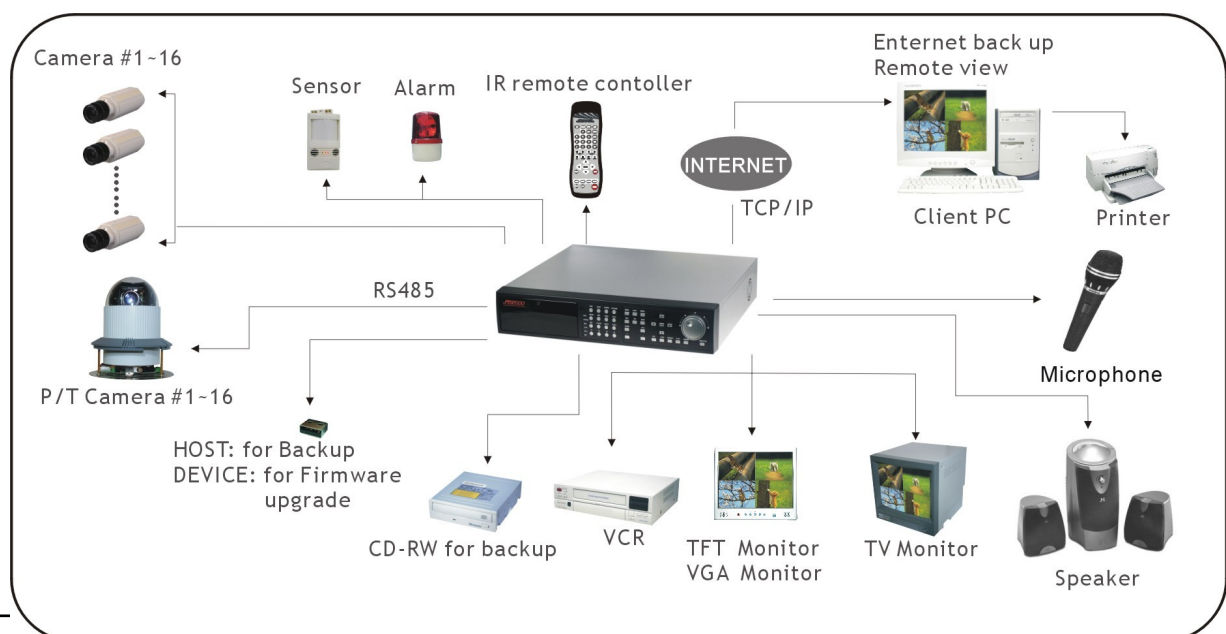 Camera #1~16
Sensor
Alarm
IR remote contoller
Enternet back up
Remote view
INTERNET
TCP/IP
Client PC
Printer
RS485
P/T Camera #1~16
Microphone
HOST: for Backup
DEVICE: for Firmware
upgrade
CD-RW for backup
VCR
TFT Monitor
VGA Monitor
TV Monitor
Speaker